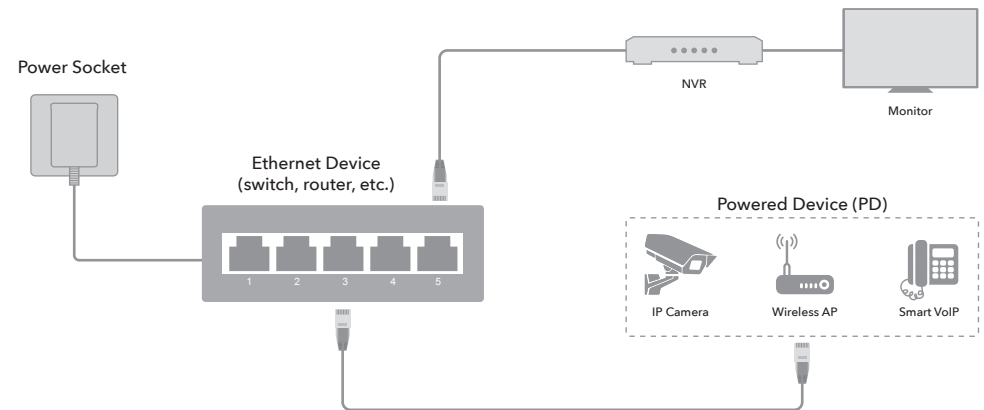 Power Socket
NVR
Monitor
Ethernet Device
(switch, router, etc.)
1 2 3 4 5
Powered Device (PD)
IP Camera Wireless AP Smart VoIP